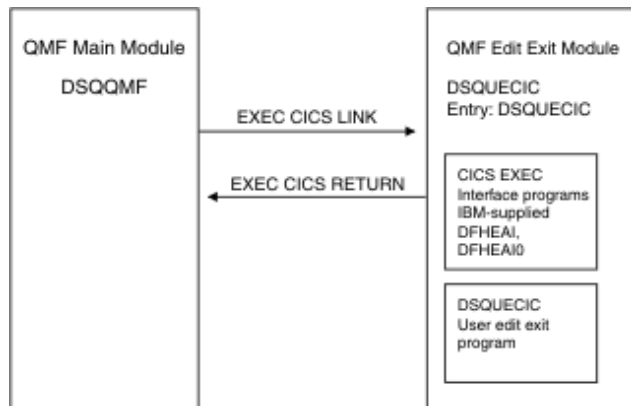 QMF Main Module
DSQQMF
EXEC CICS LINK
EXEC CICS RETURN
QMF Edit Exit Module
DSQUECIC
Entry: DSQUECIC
CICS EXEC
Interface programs
IBM-supplied
DFHEAI,
DFHEAI0
DSQUECIC
User edit exit
program